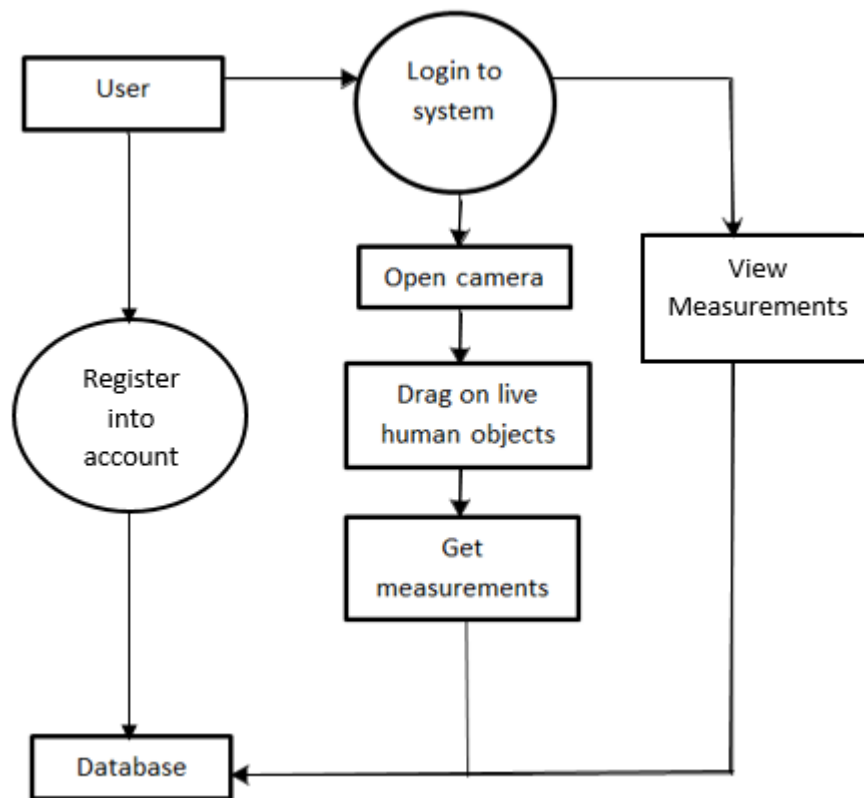 User
Login to
system
Open camera
View
Measurements
Register
into
account
Drag on live
human objects
Get
measurements
Database